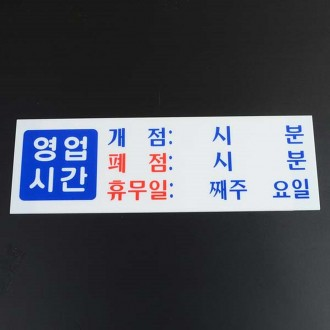 영업
시간
개 점: 시 분
폐 점: 시 분
휴무일: 째주 요일